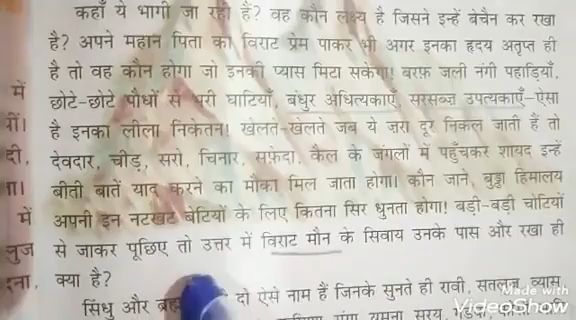 कहाँ ये भागी जा रही हैं? वह कौन लक्ष्य है जिसने इन्हें बेचैन कर रखा
है? अपने महान पिता का विराट प्रेम पाकर भी अगर इनका हृदय अतृप्त ही
है तो वह कौन होगा जो इनकी प्यास मिटा सकेगा! बरफ़ जली नंगी पहाड़ियाँ,
में छोटे-छोटे पौधों से भरी घाटियाँ, बंधुर अधित्यकाएँ, सरसब्ज़ उपत्यकाएँ-ऐसा
गीं। है इनका लीला निकेतन! खेलते-खेलते जब ये जरा दूर निकल जाती हैं तो
दी, देवदार, चीड़, सरो, चिनार, सफ़ेदा, कैल के जंगलों में पहुँचकर शायद इन्हें
ा। बीती बातें याद करने का मौका मिल जाता होगा। कौन जाने, बुड्ढा हिमालय
में अपनी इन नटखट बेटियों के लिए कितना सिर धुनता होगा! बड़ी-बड़ी चोटियों
से जाकर पूछिए तो उत्तर में विराट मौन के सिवाय उनके पास और रखा ही
क्या है?
सिंधु और दो ऐसे नाम हैं जिनके सुनते ही रावी, सतलुज, व्यास,
Made with
VideoShow